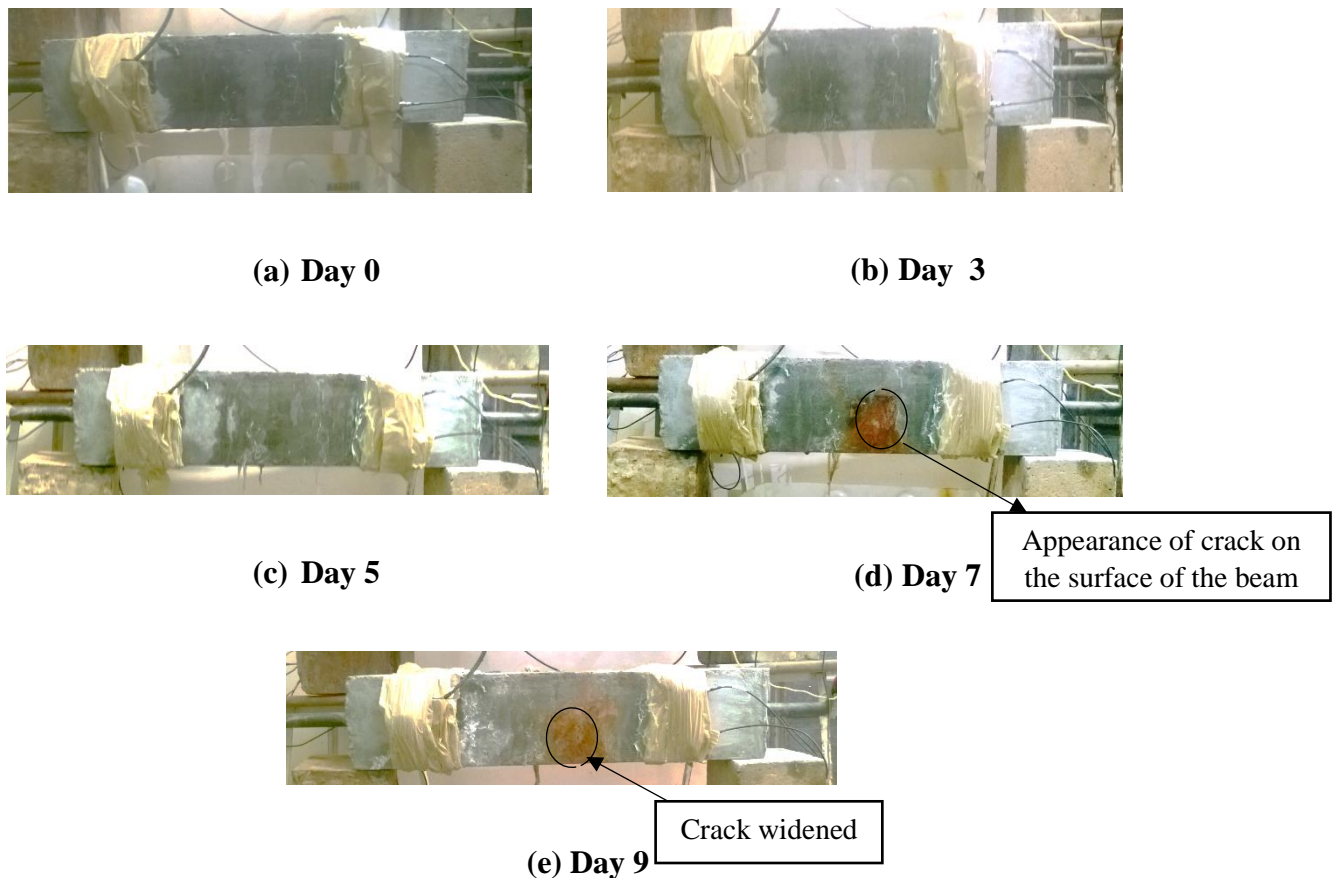 (a) Day 0
(b) Day 3
(c) Day 5
(d) Day 7
Appearance of crack on
the surface of the beam
Crack widened
(e) Day 9